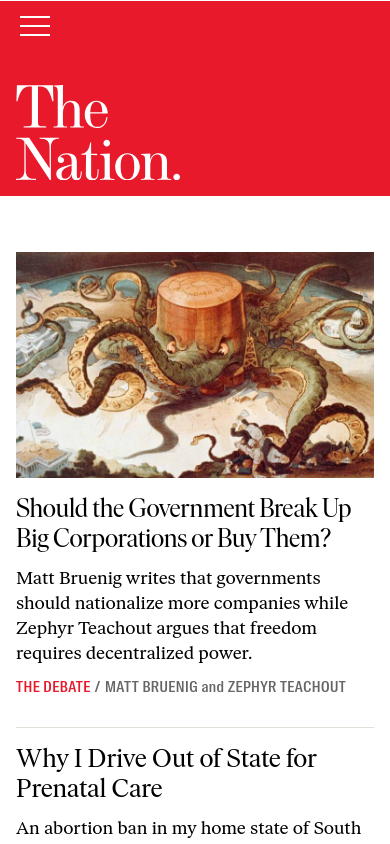 The
Nation.
Should the Government Break Up
Big Corporations or Buy Them?
Matt Bruenig writes that governments
should nationalize more companies while
Zephyr Teachout argues that freedom
requires decentralized power.
THE DEBATE / MATT BRUENIG and ZEPHYR TEACHOUT
Why I Drive Out of State for
Prenatal Care
An abortion ban in my home state of South